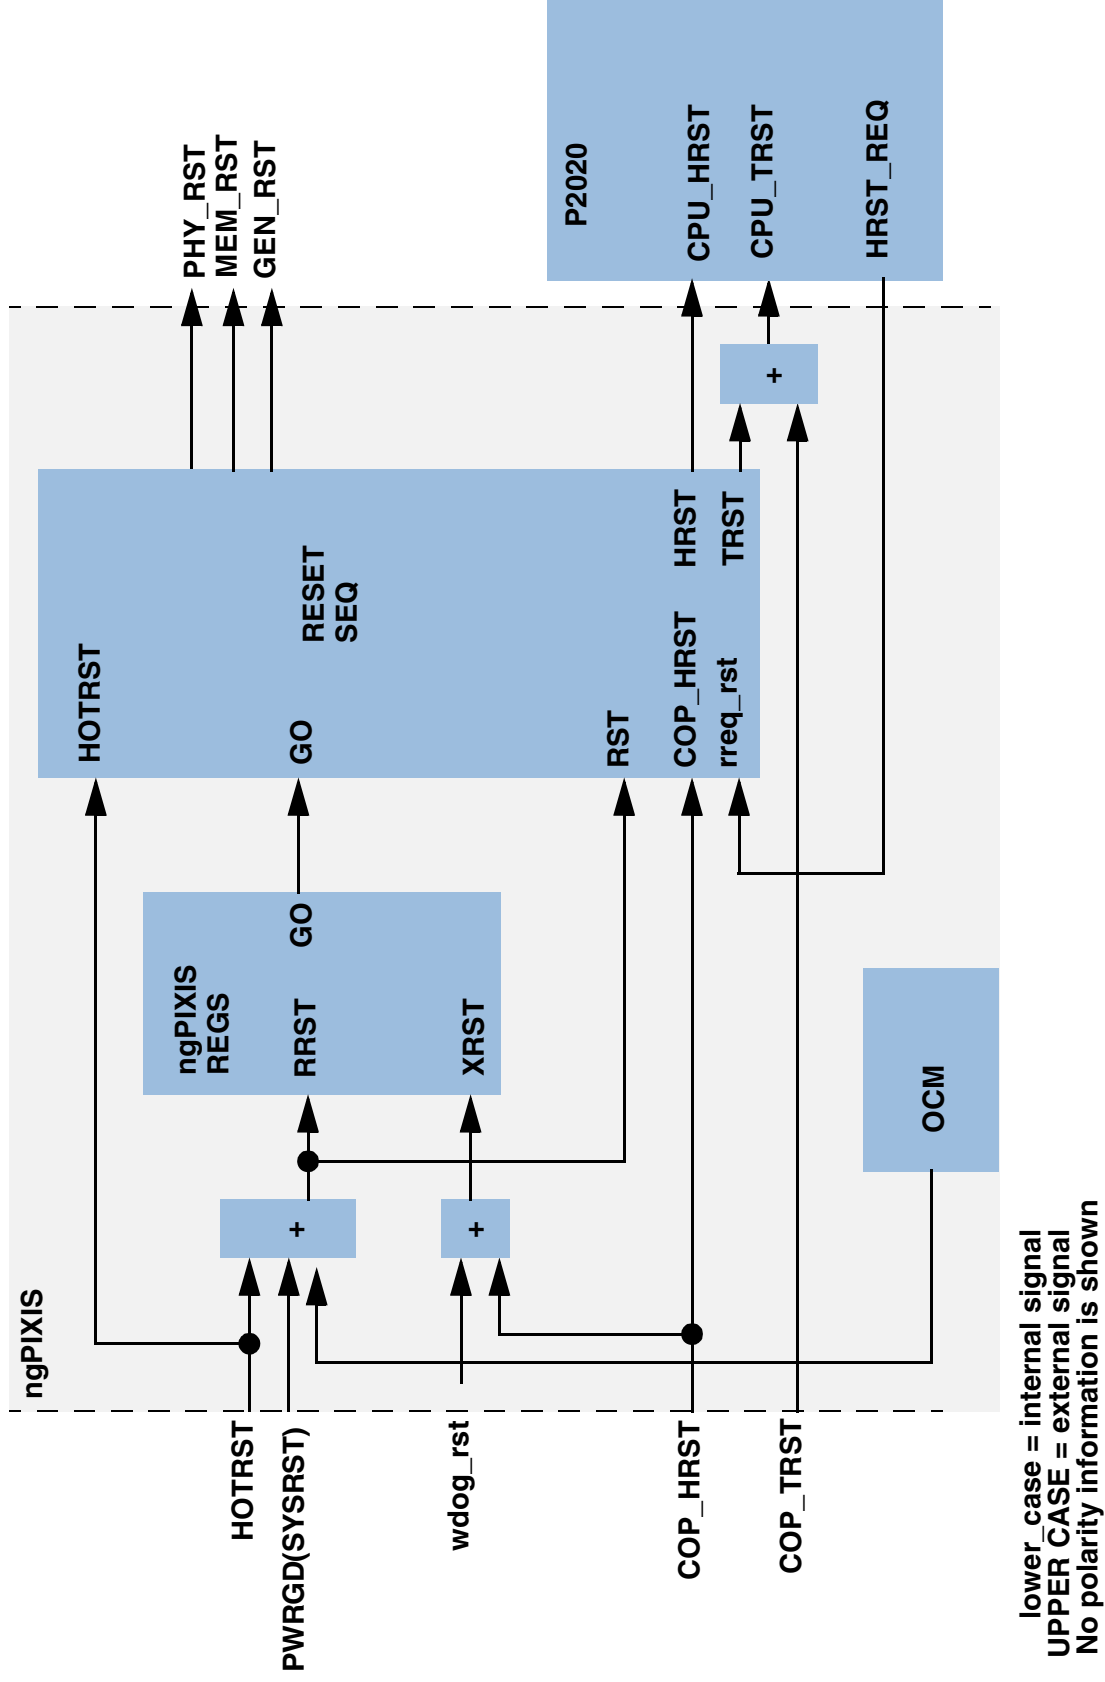 ngPIXIS
HOTRST
PWRGD(SYSRST)
wdog_rst
COP_HRST
COP_TRST
+
+
ngPIXIS
REGS
RRST
GO
XRST
OCM
HOTRST
GO
RESET
SEQ
RST
COP_HRST
HRST
rreq_rst
TRST
+
PHY_RST
MEM_RST
GEN_RST
P2020
CPU_HRST
CPU_TRST
HRST_REQ
lower_case = internal signal
UPPER CASE = external signal
No polarity information is shown